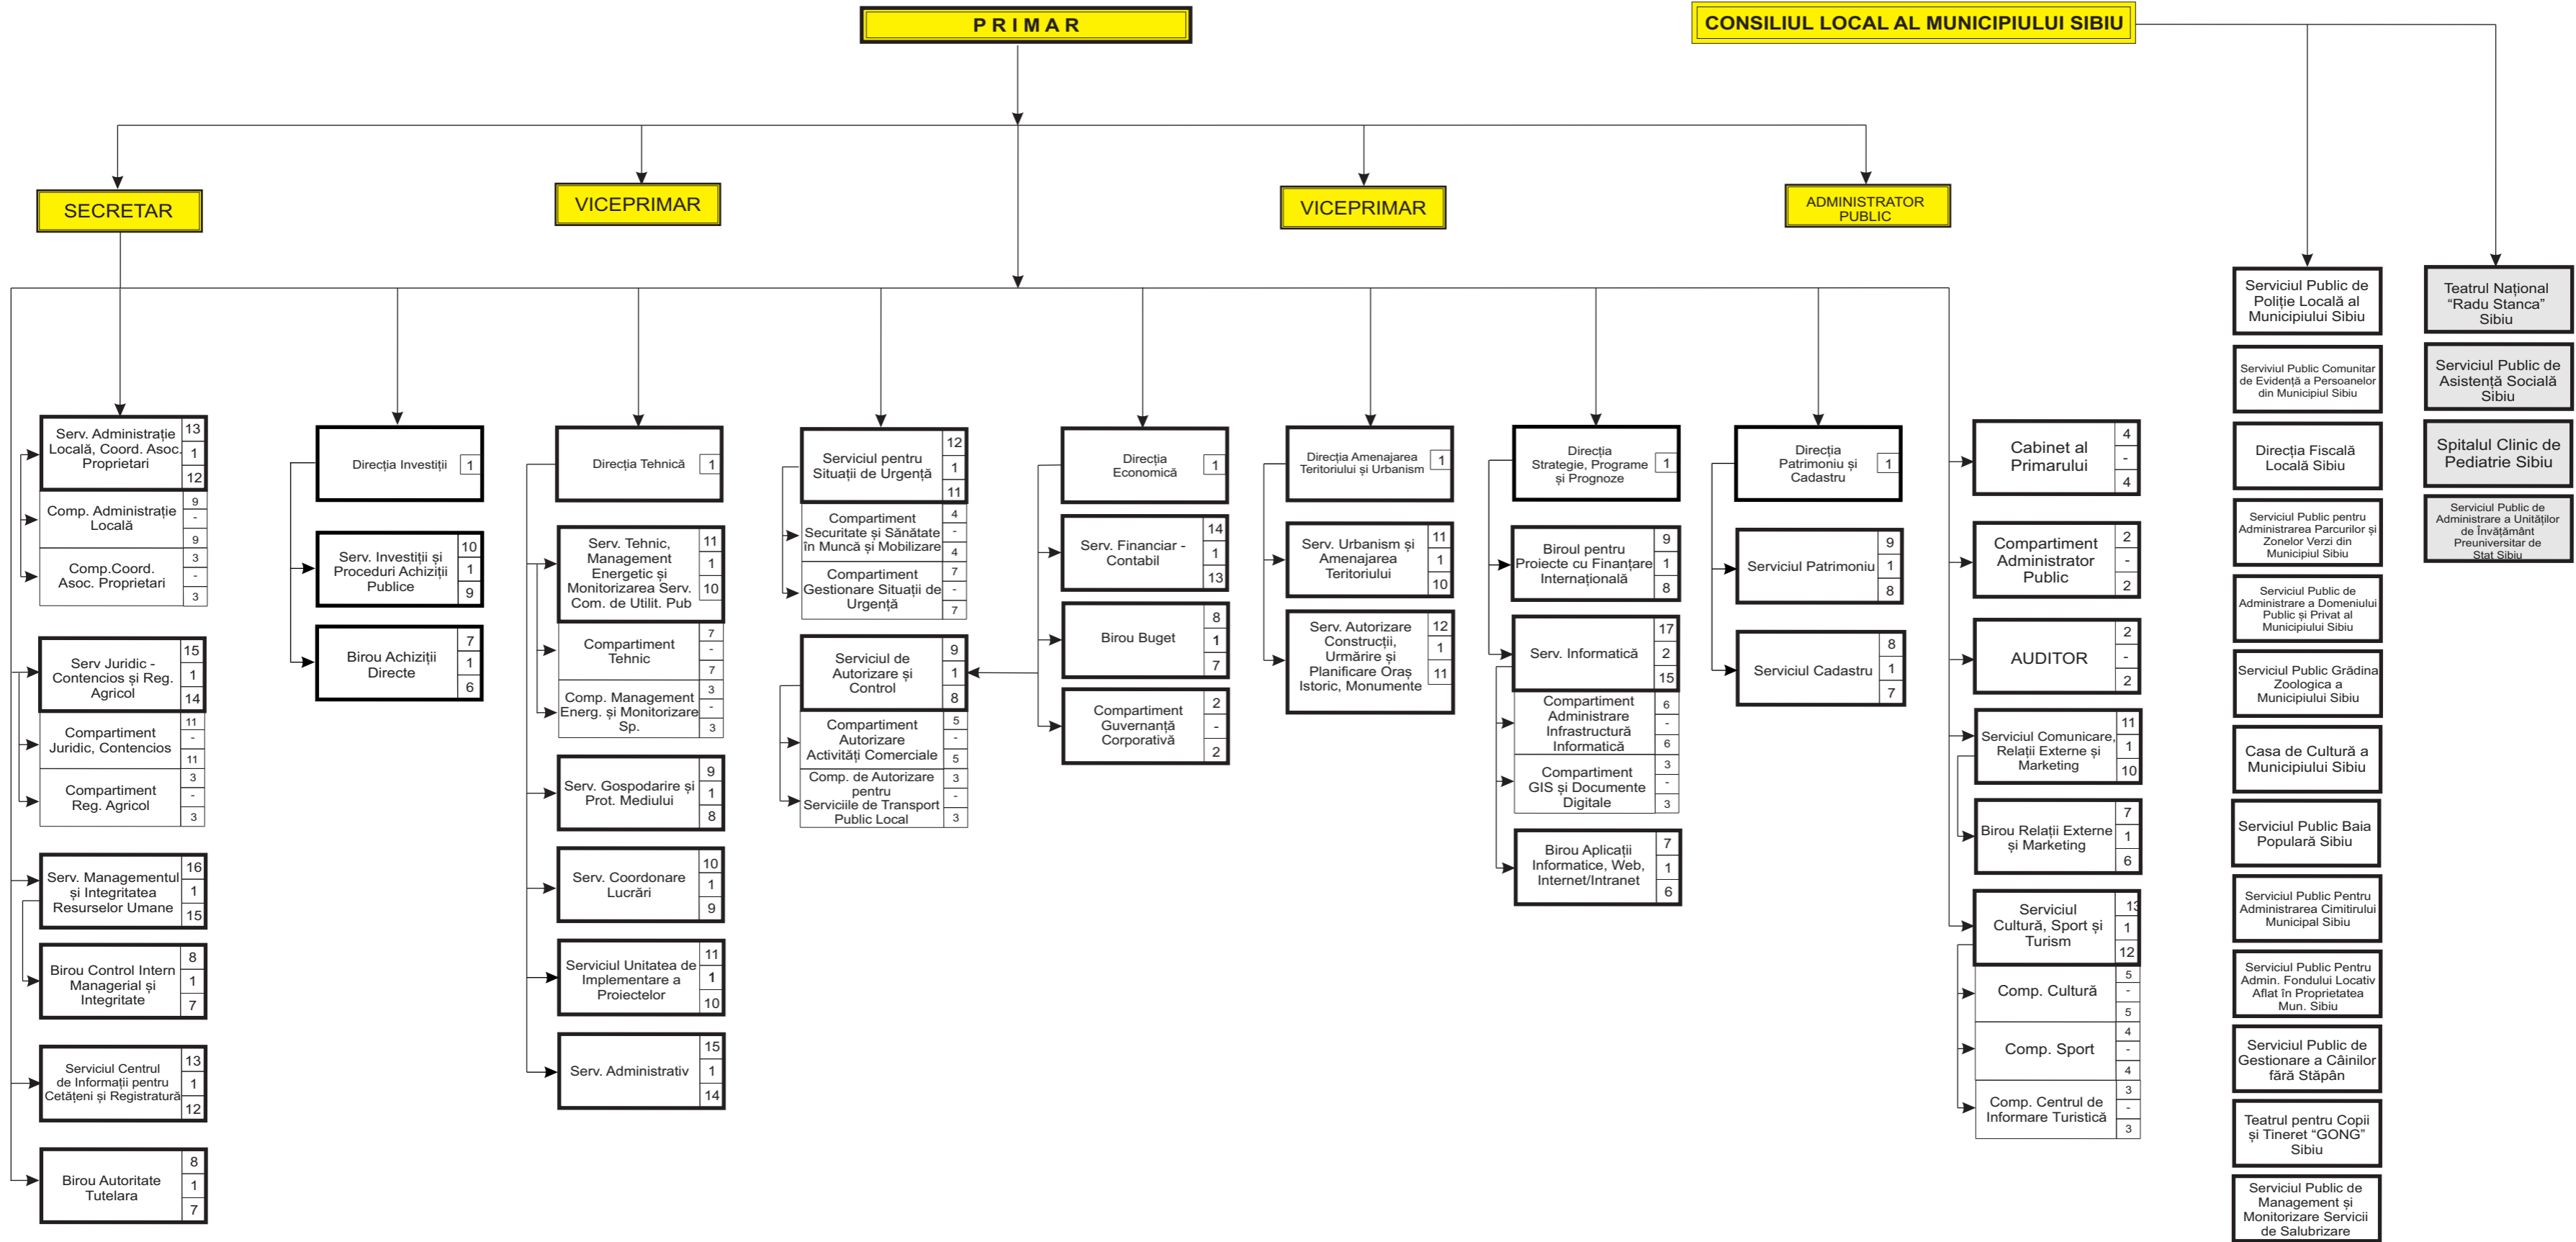 P R I M A R
CONSILIUL LOCAL AL MUNICIPIULUI SIBIU
SECRETAR
VICEPRIMAR
VICEPRIMAR
ADMINISTRATOR
PUBLIC
Serv. Administrație
Locală, Coord. Asoc.
Proprietari
13
1
12
Comp. Administrație
Locală
9
-
9
Comp.Coord.
Asoc. Proprietari
3
-
3
Serv Juridic -
Contencios și Reg.
Agricol
15
1
14
Compartiment
Juridic, Contencios
11
-
11
Compartiment
Reg. Agricol
3
-
3
Serv. Managementul
și Integritatea
Resurselor Umane
16
1
15
Birou Control Intern
Managerial și
Integritate
8
1
7
Serviciul Centrul
de Informații pentru
Cetățeni și Registratură
13
1
12
Birou Autoritate
Tutelara
8
1
7
Direcția Investiții
1
Serv. Investiții și
Proceduri Achiziții
Publice
10
1
9
Birou Achiziții
Directe
7
1
6
Direcția Tehnică
1
Serv. Tehnic,
Management
Energetic și
Monitorizarea Serv.
Com. de Utilit. Pub
11
1
10
Compartiment
Tehnic
7
-
7
Comp. Management
Energ. și Monitorizare
Sp.
3
-
3
Serv. Gospodarire și
Prot. Mediului
9
1
8
Serv. Coordonare
Lucrări
10
1
9
Serviciul Unitatea de
Implementare a
Proiectelor
11
1
10
Serv. Administrativ
15
1
14
Serviciul pentru
Situații de Urgență
12
1
11
Compartiment
Securitate și Sănătate
în Muncă și Mobilizare
4
-
4
Compartiment
Gestionare Situații de
Urgență
7
-
7
Serviciul de
Autorizare și
Control
9
1
8
Compartiment
Autorizare
Activități Comerciale
5
-
5
Comp. de Autorizare
pentru
Serviciile de Transport
Public Local
3
-
3
Direcția
Economică
1
Serv. Financiar -
Contabil
14
1
13
Birou Buget
8
1
7
Compartiment
Guvernanță
Corporativă
2
-
2
Direcția Amenajarea
Teritoriului și Urbanism
1
Serv. Urbanism și
Amenajarea
Teritoriului
11
1
10
Serv. Autorizare
Construcții,
Urmărire și
Planificare Oraș
Istoric, Monumente
12
1
11
Direcția
Strategie, Programe
și Prognoze
1
Biroul pentru
Proiecte cu Finanțare
Internațională
9
1
8
Serv. Informatică
17
2
15
Compartiment
Administrare
Infrastructură
Informatică
6
-
6
Compartiment
GIS și Documente
Digitale
3
-
3
Birou Aplicații
Informatice, Web,
Internet/Intranet
7
1
6
Direcția
Patrimoniu și
Cadastru
1
Serviciul Patrimoniu
9
1
8
Serviciul Cadastru
8
1
7
Cabinet al
Primarului
4
-
4
Compartiment
Administrator
Public
2
-
2
AUDITOR
2
-
2
Serviciul Comunicare,
Relații Externe și
Marketing
11
1
10
Birou Relații Externe
și Marketing
7
1
6
Serviciul
Cultură, Sport și
Turism
13
1
12
Comp. Cultură
5
-
5
Comp. Sport
4
-
4
Comp. Centrul de
Informare Turistică
3
-
3
Serviciul Public de
Poliție Locală al
Municipiului Sibiu
Serviviul Public Comunitar
de Evidență a Persoanelor
din Municipiul Sibiu
Direcția Fiscală
Locală Sibiu
Serviciul Public pentru
Administrarea Parcurilor și
Zonelor Verzi din
Municipiul Sibiu
Serviciul Public de
Administrare a Domeniului
Public și Privat al
Municipiului Sibiu
Serviciul Public Grădina
Zoologica a
Municipiului Sibiu
Casa de Cultură a
Municipiului Sibiu
Serviciul Public Baia
Populară Sibiu
Serviciul Public Pentru
Administrarea Cimitirului
Municipal Sibiu
Serviciul Public Pentru
Admin. Fondului Locativ
Aflat în Proprietatea
Mun. Sibiu
Serviciul Public de
Gestionare a Câinilor
fără Stăpân
Teatrul pentru Copii
și Tineret “GONG”
Sibiu
Serviciul Public de
Management și
Monitorizare Servicii
de Salubrizare
Teatrul Național
“Radu Stanca”
Sibiu
Serviciul Public de
Asistență Socială
Sibiu
Spitalul Clinic de
Pediatrie Sibiu
Serviciul Public de
Administrare a Unităților
de Învățământ
Preuniversitar de
Stat Sibiu